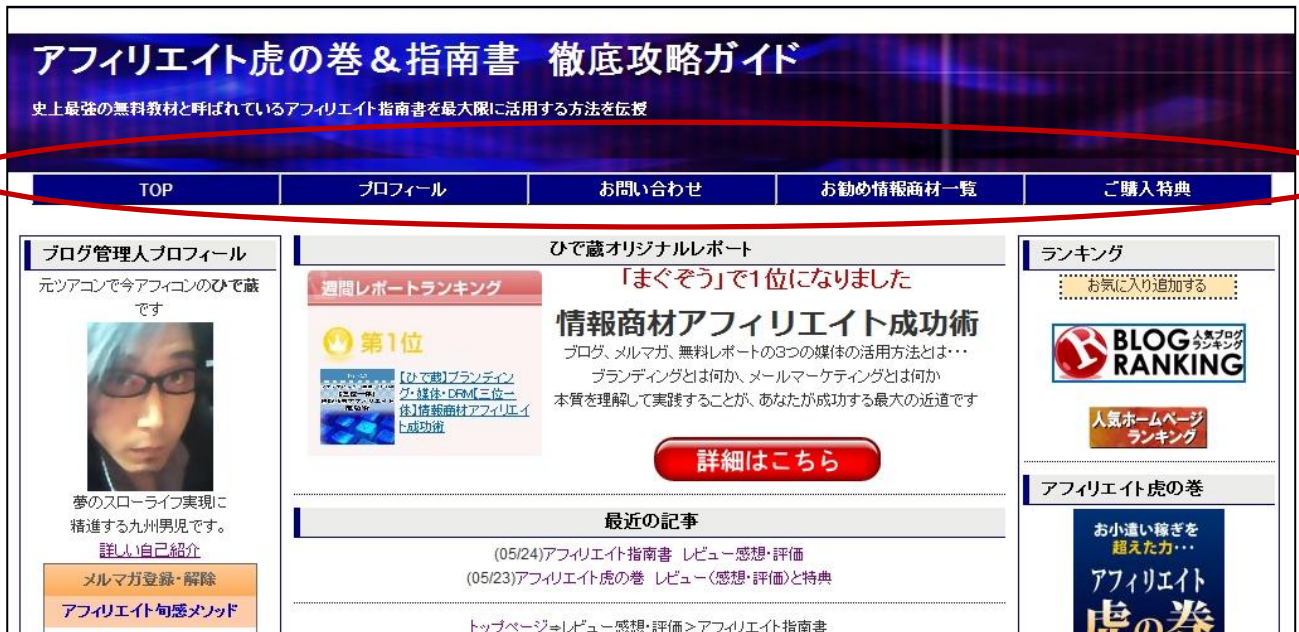 アフィリエイト虎の巻＆指南書　徹底攻略ガイド
史上最強の無料教材と呼ばれているアフィリエイト指南書を最大限に活用する方法を伝授
TOP
プロフィール
お問い合わせ
お勧め情報商材一覧
ご購入特典
ブログ管理人プロフィール
元ツアコンで今アフィコンのひで蔵
です
夢のスローライフ実現に
精進する九州男児です。
詳しい自己紹介
メルマガ登録・解除
アフィリエイト旬感メソッド
ひで蔵オリジナルレポート
週間レポートランキング
第1位
【ひで蔵】ブランディン
グ・媒体・DRM【三位一
体】情報商材アフィリエイ
ト成功術
「まぐぞう」で1位になりました
情報商材アフィリエイト成功術
ブログ、メルマガ、無料レポートの3つの媒体の活用方法とは・・・
ブランディングとは何か、メールマーケティングとは何か
本質を理解して実践することが、あなたが成功する最大の近道です
詳細はこちら
最近の記事
(05/24)アフィリエイト指南書 レビュー感想・評価
(05/23)アフィリエイト虎の巻 レビュー（感想・評価）と特典
トップページ⇒レビュー感想・評価＞アフィリエイト指南書
ランキング
お気に入り追加する
BLOG 人気ブログ
RANKING ランキング
人気ホームページ
ランキング
アフィリエイト虎の巻
お小遣い稼ぎを
超えた力・・・
アフィリエイト
虎の巻